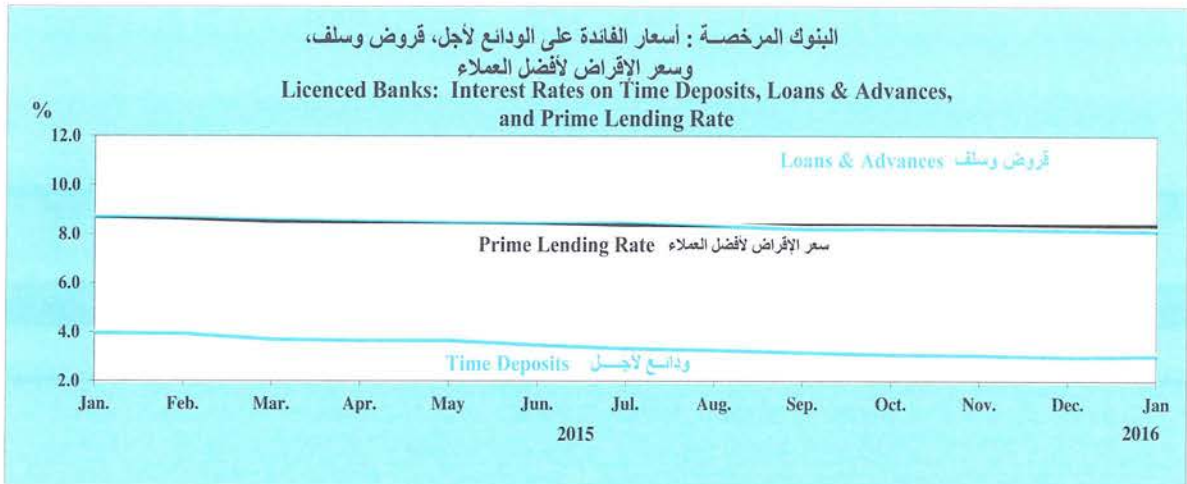 البنوك المرخصــة : أسعار الفائدة على الودائع لأجل، قروض وسلف،
وسعر الإقراض لأفضل العملاء
Licenced Banks: Interest Rates on Time Deposits, Loans & Advances,
and Prime Lending Rate
%
12.0
Loans & Advances قروض وسلف
10.0
8.0
Prime Lending Rate سعر الإقراض لأفضل العملاء
6.0
4.0
Time Deposits ودائــع لأجــــل
2.0
Jan. Feb. Mar. Apr. May Jun. Jul. Aug. Sep. Oct. Nov. Dec. Jan
2015 2016